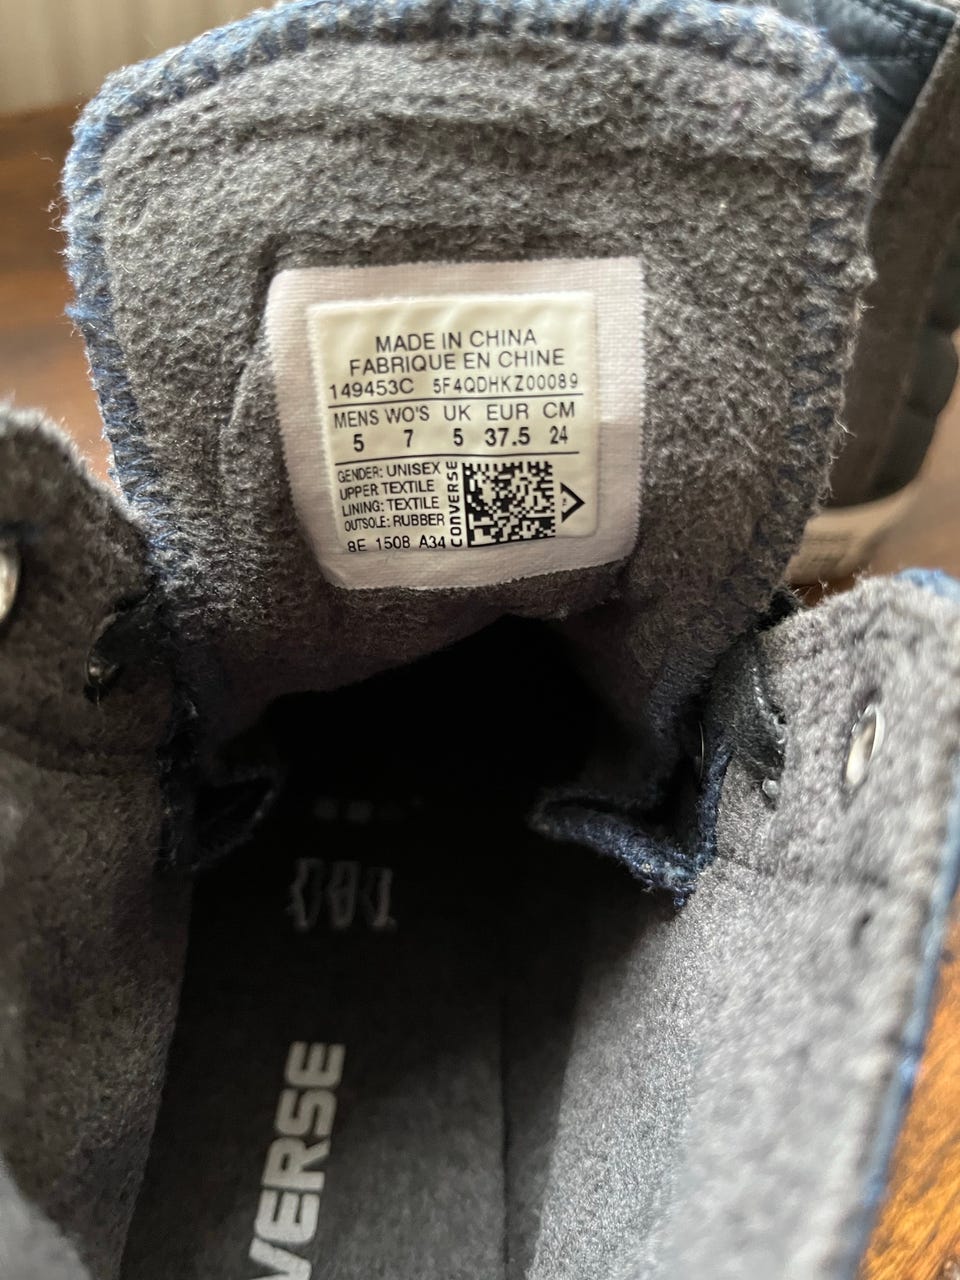 MADE IN CHINA
FABRIQUE EN CHINE
149453C 5F4QDHKZ00089
MENS WO'S UK EUR CM
5 7 5 37.5 24
GENDER: UNISEX
UPPER: TEXTILE
LINING: TEXTILE
OUTSOLE: RUBBER
8E 1508 A34
CONVERSE
VERSE